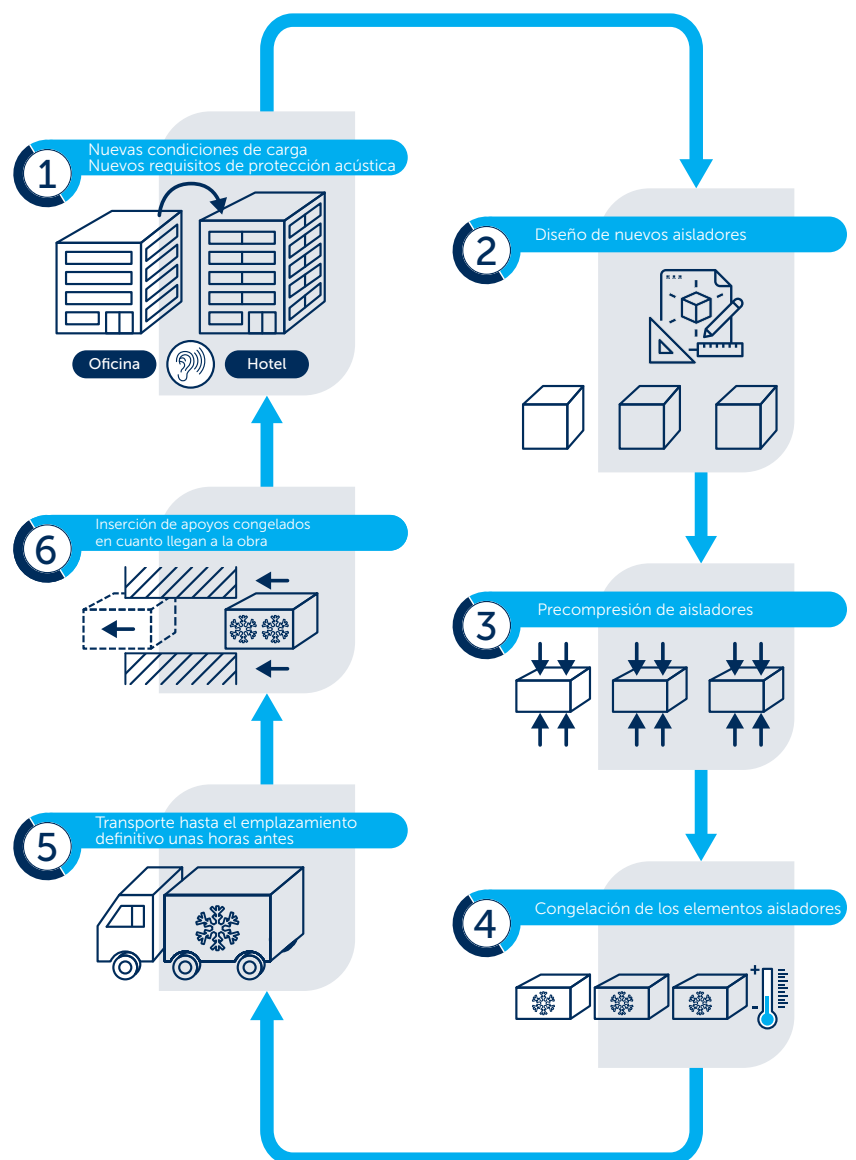 1
Nuevas condiciones de carga
Nuevos requisitos de protección acústica
Oficina
Hotel
2
Diseño de nuevos aisladores
3
Precompresión de aisladores
4
Congelación de los elementos aisladores
+
-
5
Transporte hasta el emplazamiento
definitivo unas horas antes
6
Inserción de apoyos congelados
en cuanto llegan a la obra